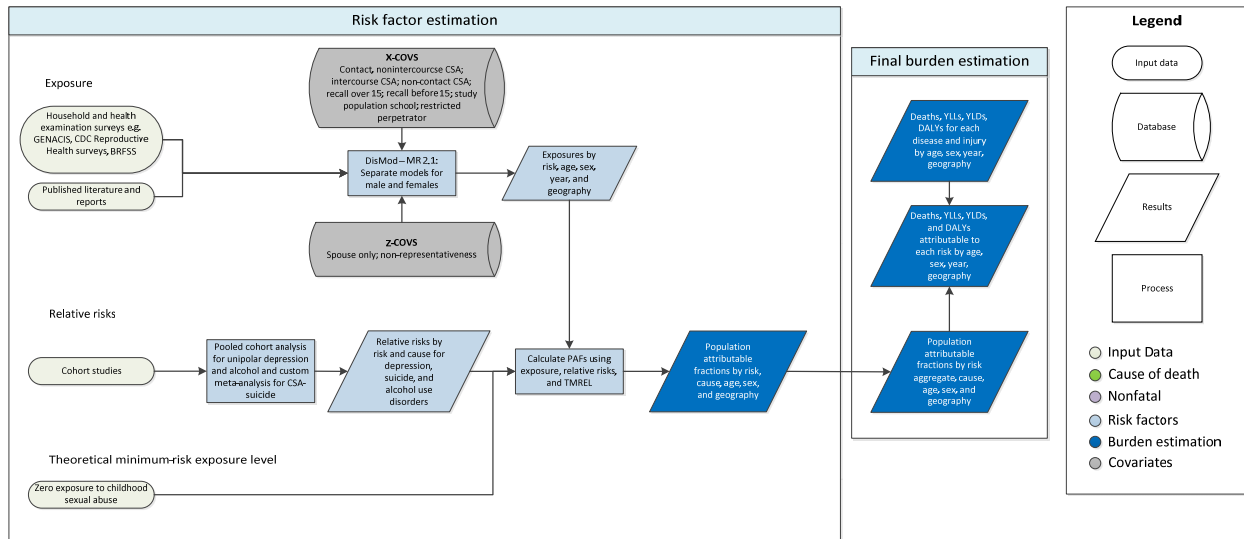 Risk factor estimation
Exposure
Household and health
examination surveys e.g.
GENACIS, CDC Reproductive
Health surveys, BRFSS
Published literature and
reports
X-COVS
Contact, nonintercourcse CSA;
intercourse CSA; non-contact CSA;
recall over 15; recall before 15; study
population school; restricted
perpetrator
DisMod—MR 2.1:
Separate models for
male and females
Z-COVS
Spouse only; non-representativeness
Exposures by
risk, age, sex,
year, and
geography
Relative risks
Cohort studies
Pooled cohort analysis
for unipolar depression
and alcohol and custom
meta-analysis for CSA-
suicide
Relative risks by
risk and cause for
depression,
suicide, and
alcohol use
disorders
Calculate PAFs using
exposure, relative risks,
and TMREL
Population
attributable
fractions by risk,
cause, age, sex,
and geography
Theoretical minimum-risk exposure level
Zero exposure to childhood
sexual abuse
Final burden estimation
Deaths, YLLs, YLDs,
DALYs for each
disease and injury
by age, sex, year,
geography
Deaths, YLLs, YLDs,
and DALYs
attributable to
each risk by age,
sex, year,
geography
Population
attributable
fractions by risk
aggregate, cause,
age, sex, and
geography
Legend
Input data
Database
Results
Process
Input Data
Cause of death
Nonfatal
Risk factors
Burden estimation
Covariates